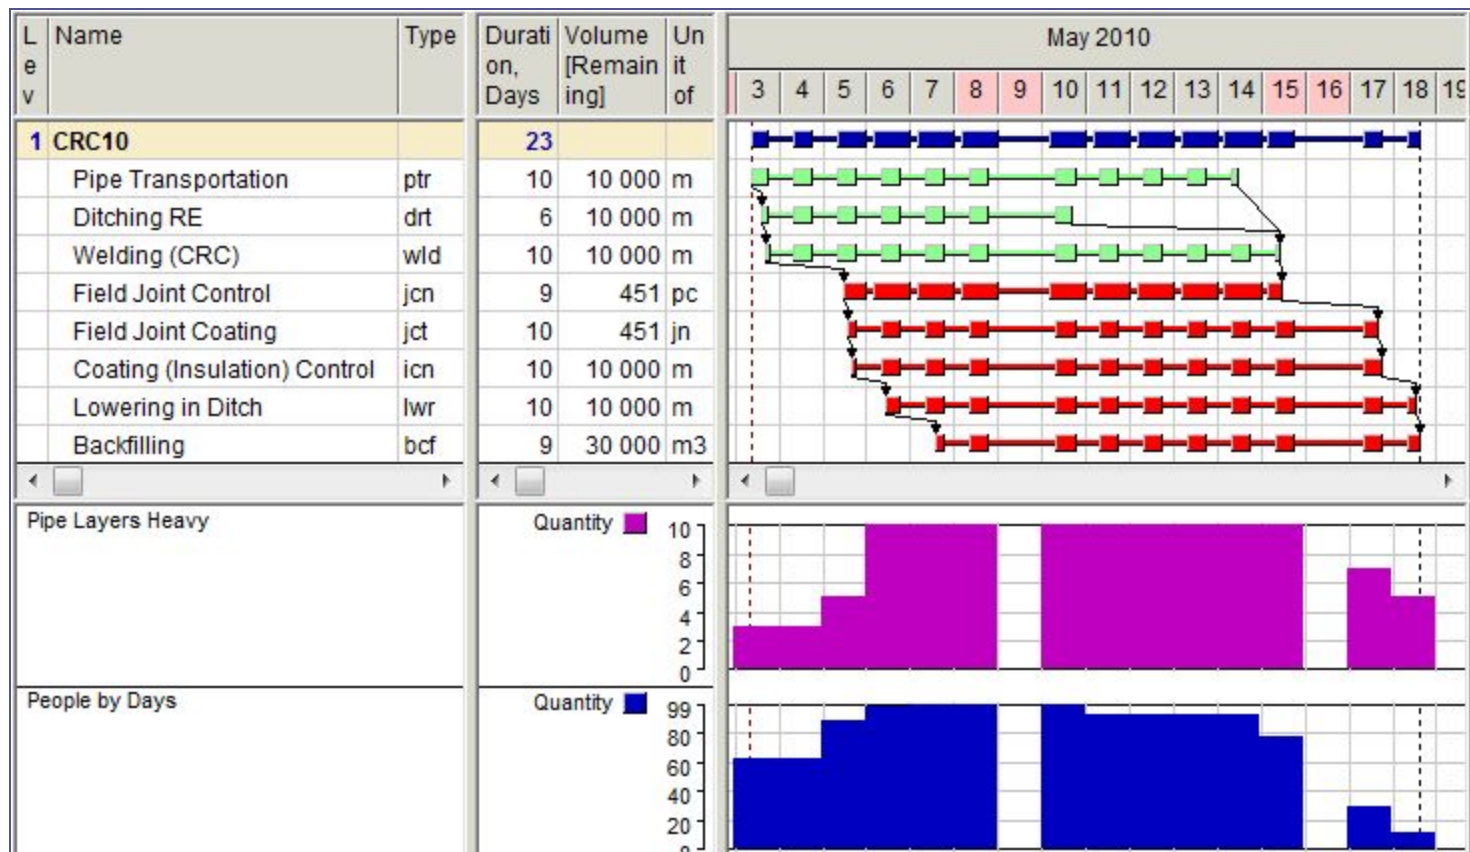 L
e
v
Name
Type
Durati
on,
Days
Volume
[Remain
ing]
Un
it
of
May 2010
3 4 5 6 7 8 9 10 11 12 13 14 15 16 17 18 19
1 CRC10 23
Pipe Transportation ptr 10 10 000 m
Ditching RE drt 6 10 000 m
Welding (CRC) wld 10 10 000 m
Field Joint Control jcn 9 451 pc
Field Joint Coating jct 10 451 jn
Coating (Insulation) Control icn 10 10 000 m
Lowering in Ditch lwr 10 10 000 m
Backfilling bcf 9 30 000 m3
Pipe Layers Heavy Quantity
10
8
6
4
2
0
People by Days Quantity
99
80
60
40
20
0